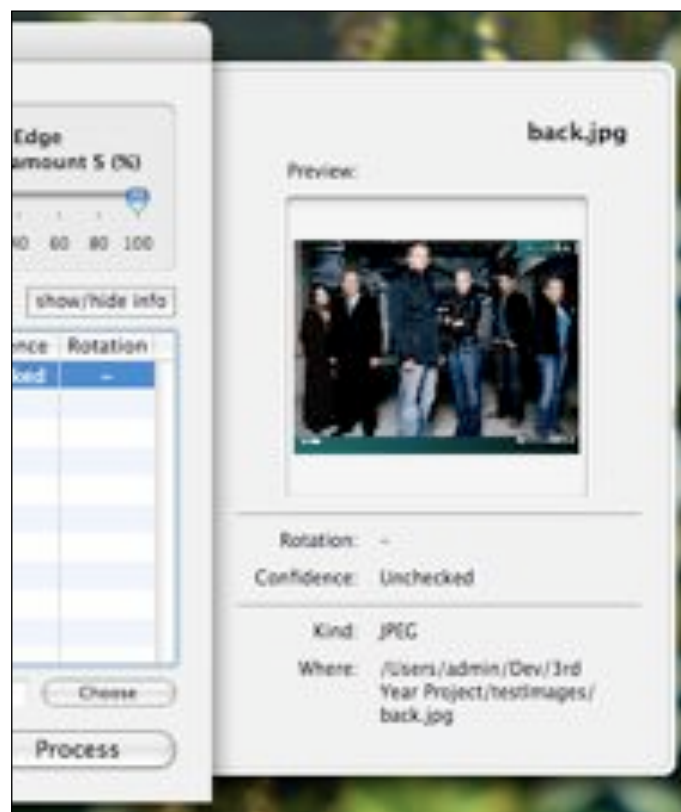 Edge
amount S (%)
60 80 100
show/hide info
Rotation
–
Choose
Process
back.jpg
Preview:
Rotation: –
Confidence: Unchecked
Kind: JPEG
Where: /Users/admin/Dev/3rd
Year Project/testImages/
back.jpg